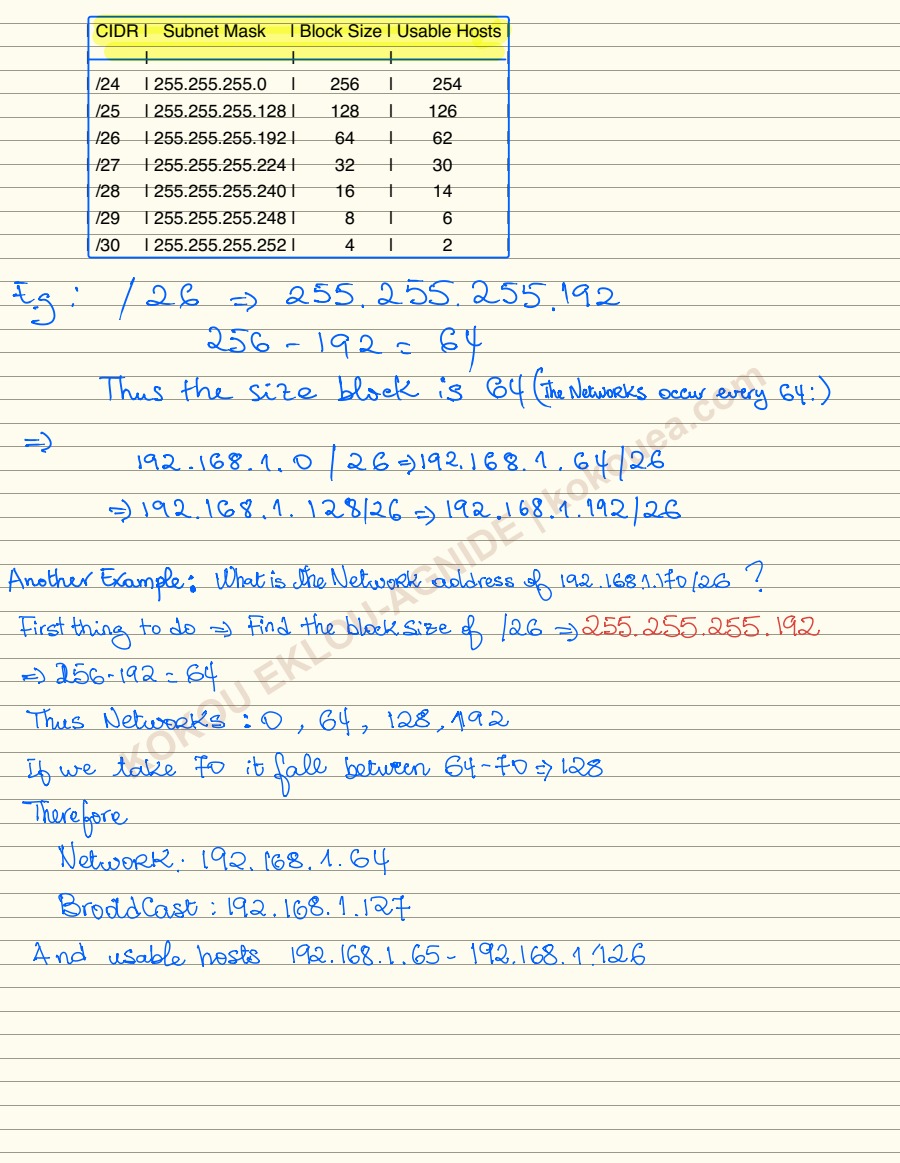 CIDR | Subnet Mask | Block Size | Usable Hosts
| | |
/24 | 255.255.255.0 | 256 | 254
/25 | 255.255.255.128 | 128 | 126
/26 | 255.255.255.192 | 64 | 62
/27 | 255.255.255.224 | 32 | 30
/28 | 255.255.255.240 | 16 | 14
/29 | 255.255.255.248 | 8 | 6
/30 | 255.255.255.252 | 4 | 2
E.g : /26 => 255.255.255.192
256 - 192 = 64
Thus the size block is 64 (The Networks occur every 64:)
=>
192.168.1.0 / 26 => 192.168.1.64/26
=> 192.168.1.128/26 => 192.168.1.192/26
Another Example: What is the Network address of 192.168.1.170/26 ?
First thing to do => Find the block size of /26 => 255.255.255.192
=> 256-192 = 64
Thus Networks : 0, 64, 128, 192
If we take 70 it fall between 64-70 => 128
Therefore
Network: 192.168.1.64
BroddCast : 192.168.1.127
And usable hosts 192.168.1.65 - 192.168.1.126
KOKOU EKLOU-AGNIDE | kokouea.com